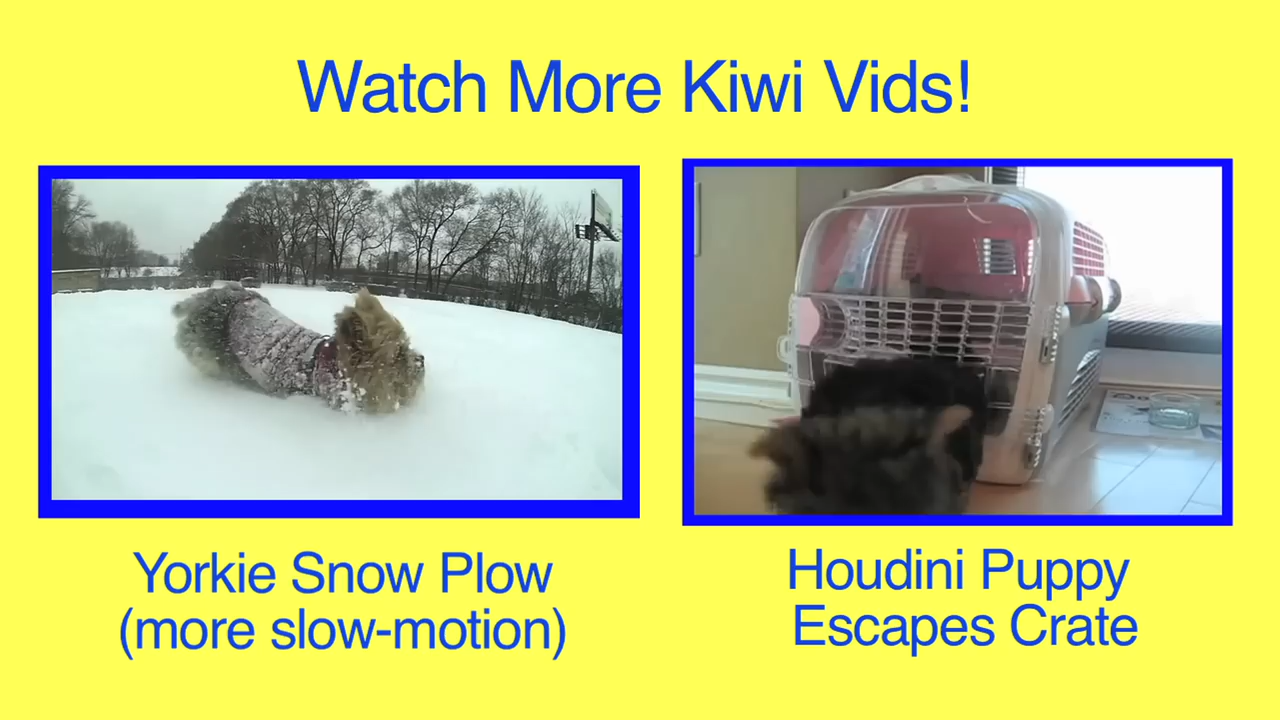 Watch More Kiwi Vids!
Yorkie Snow Plow
(more slow-motion)
Houdini Puppy
Escapes Crate